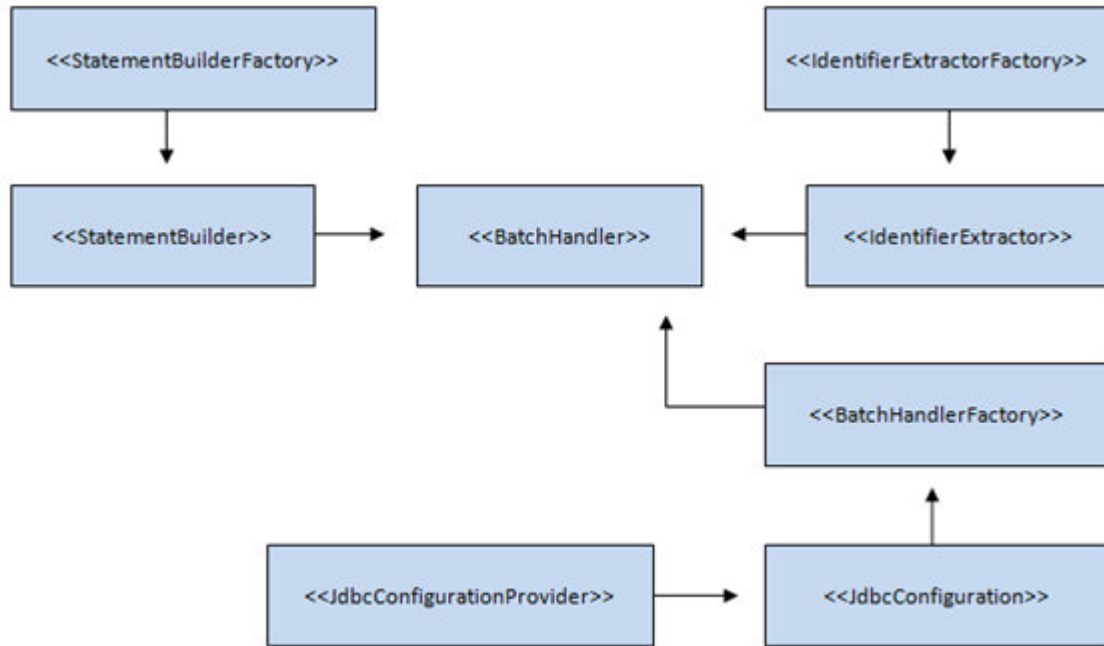 <<StatementBuilderFactory>>
<<IdentifierExtractorFactory>>
<<StatementBuilder>>
<<BatchHandler>>
<<IdentifierExtractor>>
<<BatchHandlerFactory>>
<<JdbcConfigurationProvider>>
<<JdbcConfiguration>>